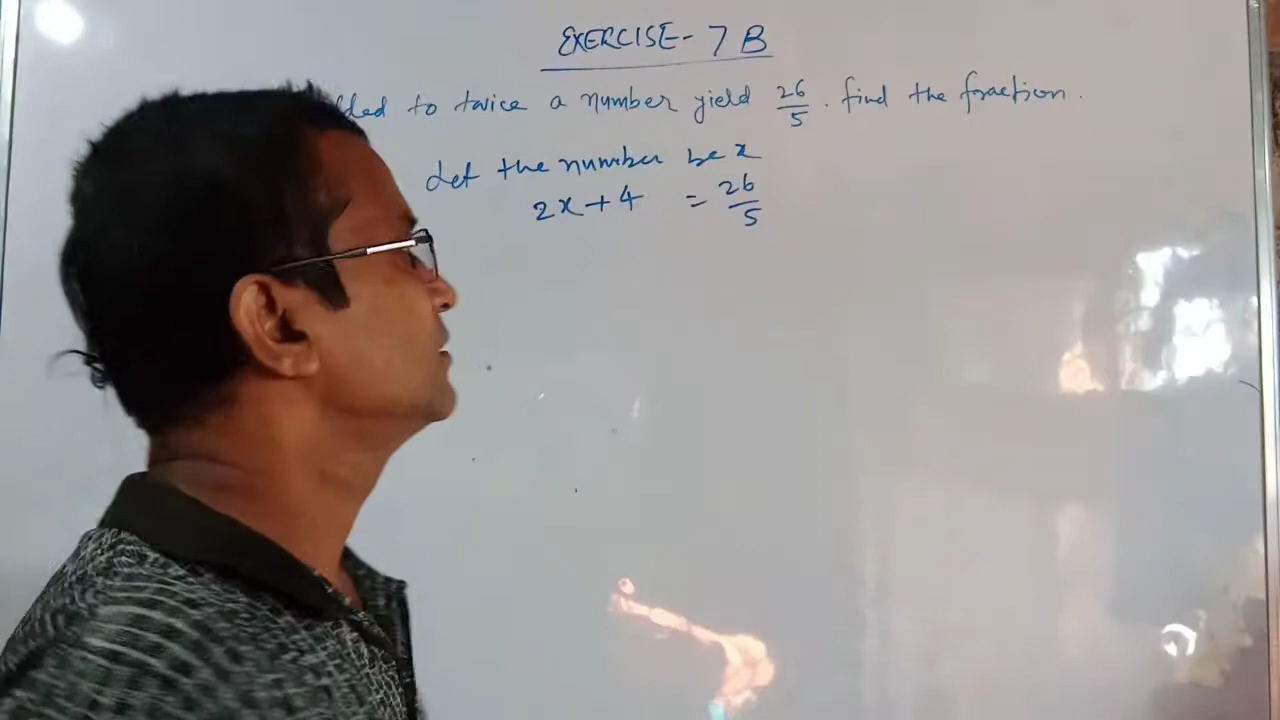 EXERCISE- 7 B
to twice a number yield 26/5. find the fraction.
Let the number be x
2x+4 = 26/5